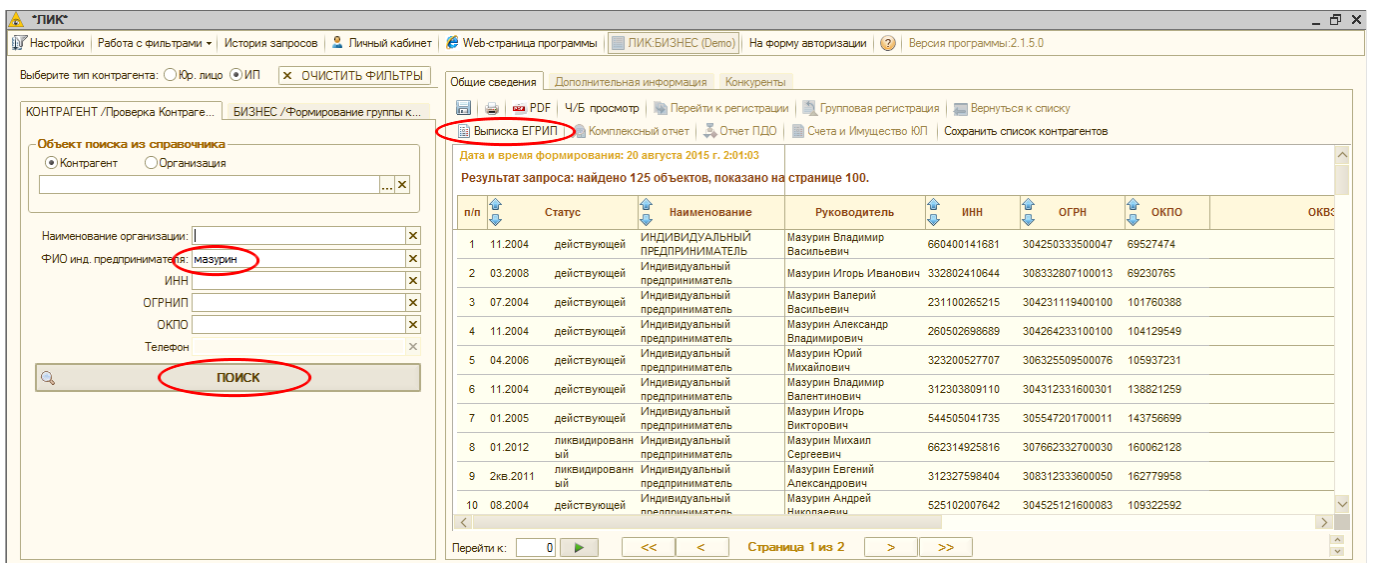 *ЛИК*
Настройки Работа с фильтрами История запросов Личный кабинет Web-страница программы ЛИК:БИЗНЕС (Demo) На форму авторизации Версия программы:2.1.5.0
Выберите тип контрагента: Юр. лицо ИП ОЧИСТИТЬ ФИЛЬТРЫ
КОНТРАГЕНТ /Проверка Контраге... БИЗНЕС /Формирование группы к...
Объект поиска из справочника
Контрагент Организация
...
Наименование организации:
ФИО инд. предпринимателя: мазурин
ИНН
ОГРНИП
ОКПО
Телефон
ПОИСК
Общие сведения Дополнительная информация Конкуренты
PDF Ч/Б просмотр Перейти к регистрации Групповая регистрация Вернуться к списку
Выписка ЕГРИП Комплексный отчет Отчет ПДО Счета и Имущество ЮЛ Сохранить список контрагентов
Дата и время формирования: 20 августа 2015 г. 2:01:03
Результат запроса: найдено 125 объектов, показано на странице 100.
п/п Статус Наименование Руководитель ИНН ОГРН ОКПО ОКВЭ
1 11.2004 действующей ИНДИВИДУАЛЬНЫЙ ПРЕДПРИНИМАТЕЛЬ Мазурин Владимир Васильевич 660400141681 304250333500047 69527474
2 03.2008 действующей Индивидуальный предприниматель Мазурин Игорь Иванович 332802410644 308332807100013 69230765
3 07.2004 действующей Индивидуальный предприниматель Мазурин Валерий Васильевич 231100265215 304231119400100 101760388
4 11.2004 действующей Индивидуальный предприниматель Мазурин Александр Владимирович 260502698689 304264233100100 104129549
5 04.2006 действующей Индивидуальный предприниматель Мазурин Юрий Михайлович 323200527707 306325509500076 105937231
6 11.2004 действующей Индивидуальный предприниматель Мазурин Владимир Валентинович 312303809110 304312331600301 138821259
7 01.2005 действующей Индивидуальный предприниматель Мазурин Игорь Викторович 544505041735 305547201700011 143756699
8 01.2012 ликвидированный Индивидуальный предприниматель Мазурин Михаил Сергеевич 662314925816 307662332700030 160062128
9 2кв.2011 ликвидированный Индивидуальный предприниматель Мазурин Евгений Александрович 312327598404 308312333600050 162779958
10 08.2004 действующей Индивидуальный предприниматель Мазурин Андрей Николаевич 525102007642 304525121600083 109322592
Перейти к: 0 << < Страница 1 из 2 > >>